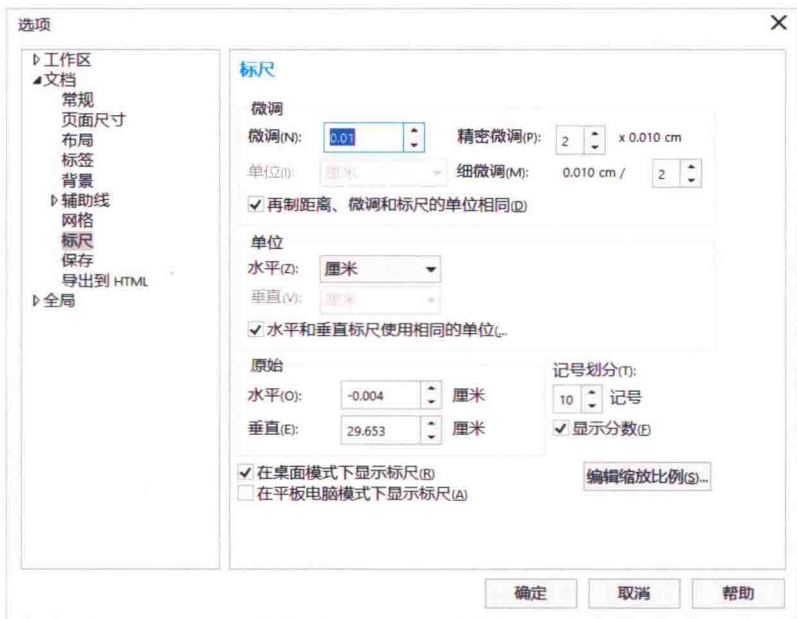 选项
工作区
文档
常规
页面尺寸
布局
标签
背景
辅助线
网格
标尺
保存
导出到 HTML
全局
标尺
微调
微调(N): 0.01 精密微调(P): 2 x 0.010 cm
单位(I): 厘米 细微调(M): 0.010 cm / 2
再制距离、微调和标尺的单位相同(D)
单位
水平(Z): 厘米
垂直(V): 厘米
水平和垂直标尺使用相同的单位(...
原始
水平(O): -0.004 厘米
垂直(E): 29.653 厘米
记号划分(T):
10 记号
显示分数(F)
在桌面模式下显示标尺(R)
在平板电脑模式下显示标尺(A)
编辑缩放比例(S)...
确定 取消 帮助